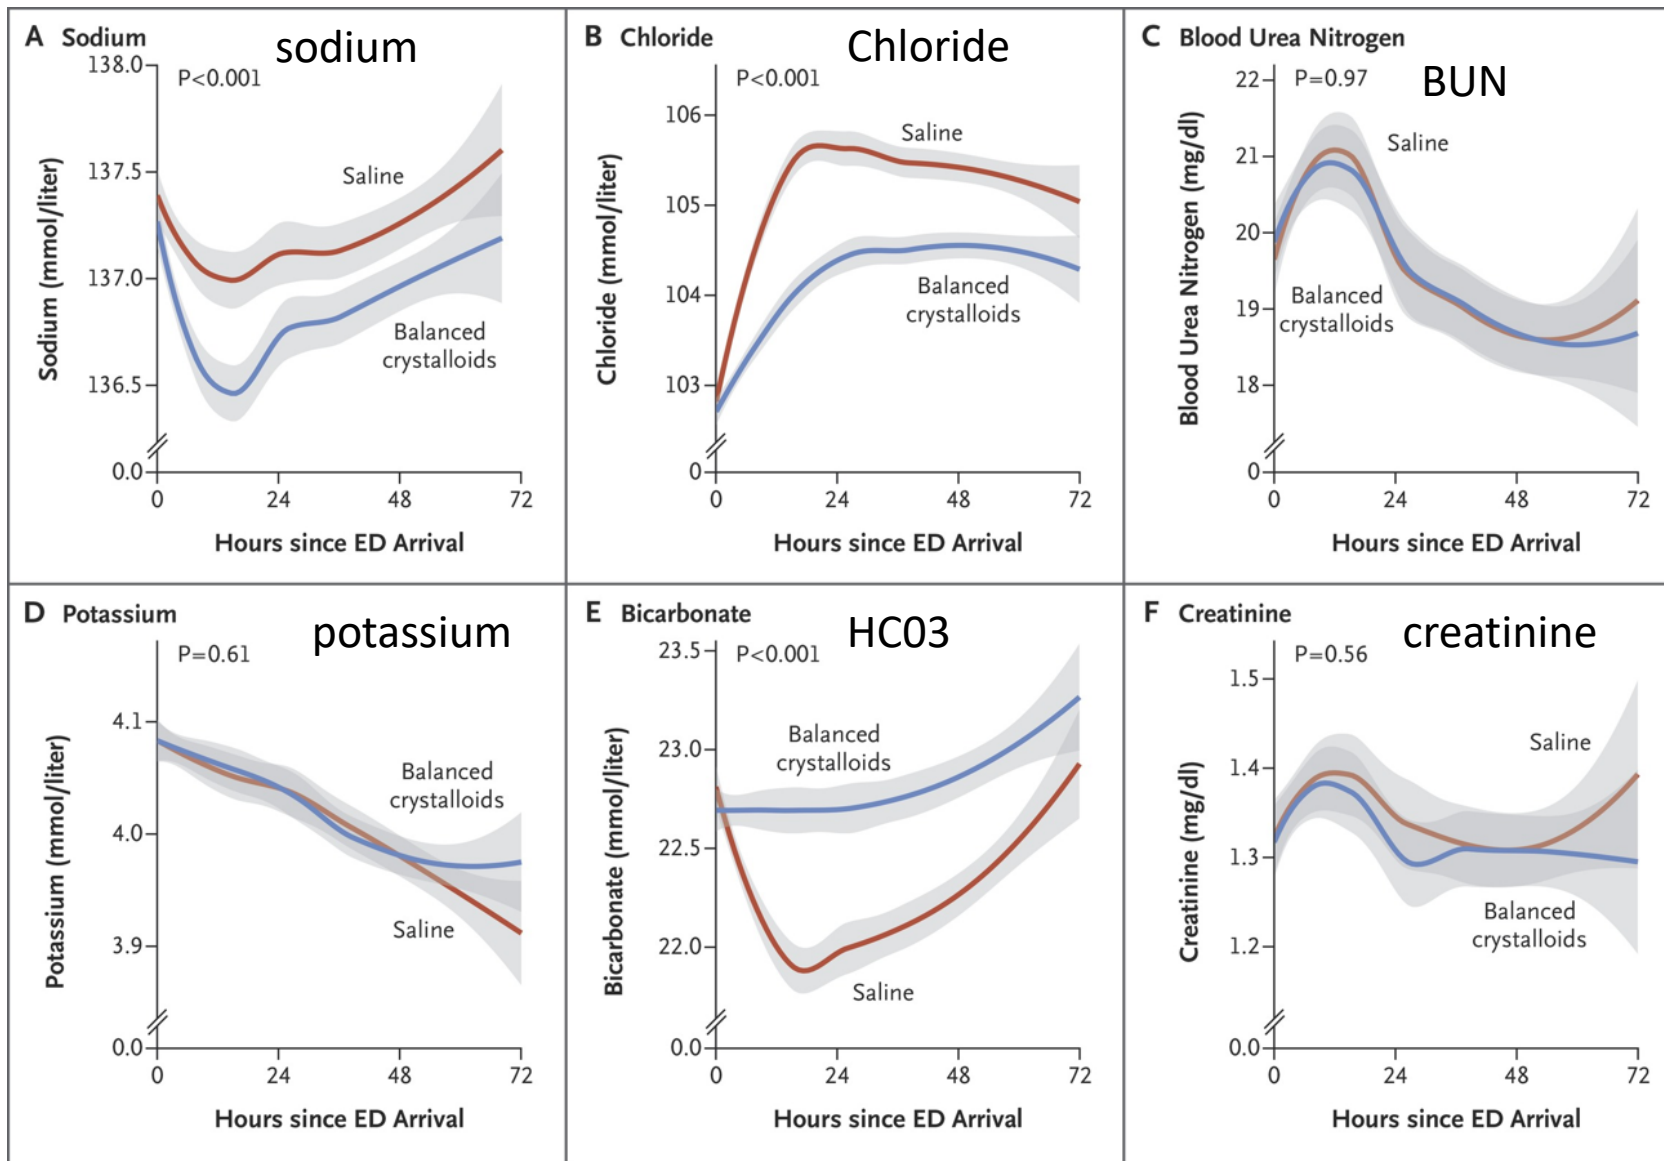 A Sodium
sodium
138.0
P<0.001
137.5
Saline
137.0
Balanced
crystalloids
136.5
0.0
0 24 48 72
Sodium (mmol/liter)
Hours since ED Arrival
B Chloride
Chloride
P<0.001
106
Saline
105
104
Balanced
crystalloids
103
0
0 24 48 72
Chloride (mmol/liter)
Hours since ED Arrival
C Blood Urea Nitrogen
BUN
22
P=0.97
Saline
21
20
Balanced
crystalloids
19
18
0
0 24 48 72
Blood Urea Nitrogen (mg/dl)
Hours since ED Arrival
D Potassium
potassium
P=0.61
4.1
Balanced
crystalloids
4.0
Saline
3.9
0.0
0 24 48 72
Potassium (mmol/liter)
Hours since ED Arrival
E Bicarbonate
HC03
23.5
P<0.001
Balanced
crystalloids
23.0
22.5
22.0
Saline
0.0
0 24 48 72
Bicarbonate (mmol/liter)
Hours since ED Arrival
F Creatinine
creatinine
P=0.56
1.5
Saline
1.4
1.3
Balanced
crystalloids
1.2
0.0
0 24 48 72
Creatinine (mg/dl)
Hours since ED Arrival